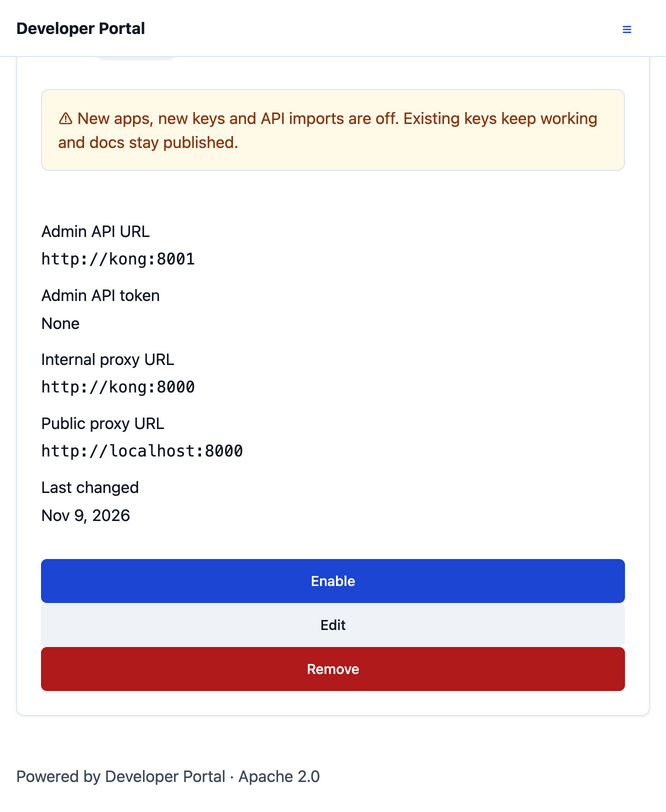 Developer Portal
New apps, new keys and API imports are off. Existing keys keep working
and docs stay published.
Admin API URL
http://kong:8001
Admin API token
None
Internal proxy URL
http://kong:8000
Public proxy URL
http://localhost:8000
Last changed
Nov 9, 2026
Enable
Edit
Remove
Powered by Developer Portal · Apache 2.0